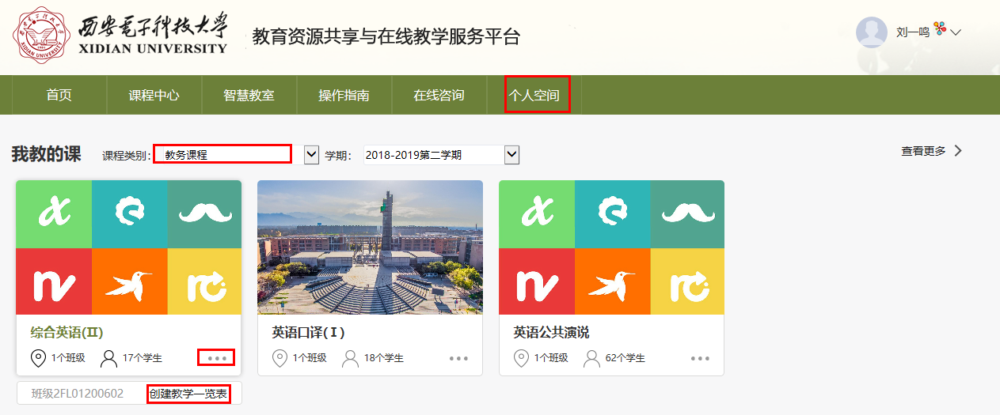 西安电子科技大学
XIDIAN UNIVERSITY
教育资源共享与在线教学服务平台
刘一鸣
首页 课程中心 智慧教室 操作指南 在线咨询 个人空间
我教的课 课程类别: 教务课程 学期: 2018-2019第二学期 查看更多
综合英语(Ⅱ) 英语口译(Ⅰ) 英语公共演说
1个班级 17个学生 1个班级 18个学生 1个班级 62个学生
班级2FL01200602 创建教学一览表